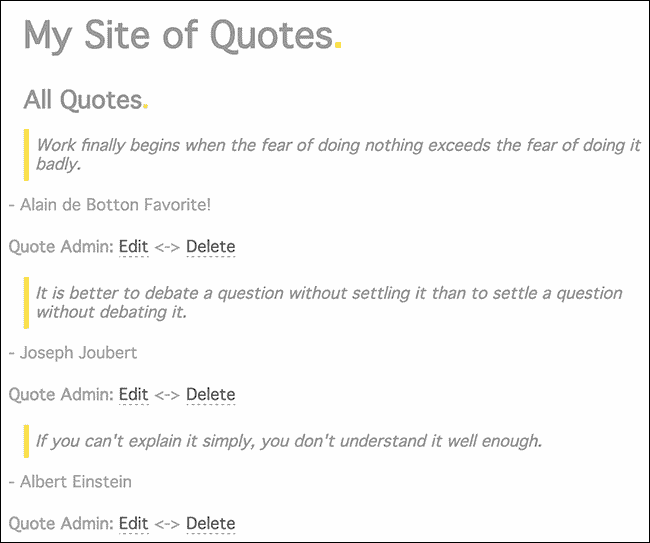 My Site of Quotes.
All Quotes.
Work finally begins when the fear of doing nothing exceeds the fear of doing it
badly.
- Alain de Botton Favorite!
Quote Admin: Edit <-> Delete
It is better to debate a question without settling it than to settle a question
without debating it.
- Joseph Joubert
Quote Admin: Edit <-> Delete
If you can't explain it simply, you don't understand it well enough.
- Albert Einstein
Quote Admin: Edit <-> Delete